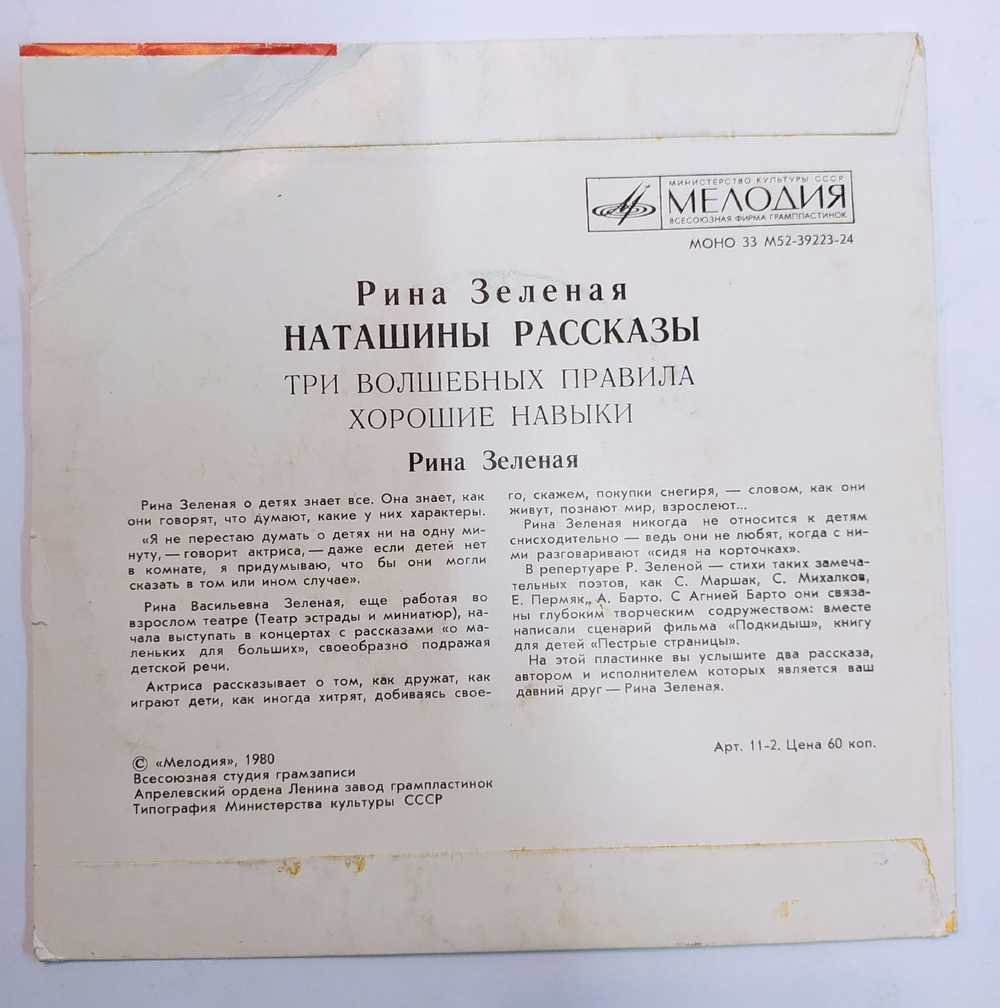 МИНИСТЕРСТВО КУЛЬТУРЫ СССР
МЕЛОДИЯ
ВСЕСОЮЗНАЯ ФИРМА ГРАМПЛАСТИНОК
МОНО 33 М52-39223-24
Рина Зеленая
НАТАШИНЫ РАССКАЗЫ
ТРИ ВОЛШЕБНЫХ ПРАВИЛА
ХОРОШИЕ НАВЫКИ
Рина Зеленая
Рина Зеленая о детях знает все. Она знает, как
они говорят, что думают, какие у них характеры.
«Я не перестаю думать о детях ни на одну ми-
нуту, — говорит актриса, — даже если детей нет
в комнате, я придумываю, что бы они могли
сказать в том или ином случае».
Рина Васильевна Зеленая, еще работая во
взрослом театре (Театр эстрады и миниатюр), на-
чала выступать в концертах с рассказами «о ма-
леньких для больших», своеобразно подражая
детской речи.
Актриса рассказывает о том, как дружат, как
играют дети, как иногда хитрят, добиваясь свое-
го, скажем, покупки снегиря, — словом, как они
живут, познают мир, взрослеют...
Рина Зеленая никогда не относится к детям
снисходительно — ведь они не любят, когда с ни-
ми разговаривают «сидя на корточках».
В репертуаре Р. Зеленой — стихи таких замеча-
тельных поэтов, как С. Маршак, С. Михалков,
Е. Пермяк, А. Барто. С Агнией Барто они связа-
ны глубоким творческим содружеством: вместе
написали сценарий фильма «Подкидыш», книгу
для детей «Пестрые страницы».
На этой пластинке вы услышите два рассказа,
автором и исполнителем которых является ваш
давний друг — Рина Зеленая.
Арт. 11-2. Цена 60 коп.
© «Мелодия», 1980
Всесоюзная студия грамзаписи
Апрелевский ордена Ленина завод грампластинок
Типография Министерства культуры СССР